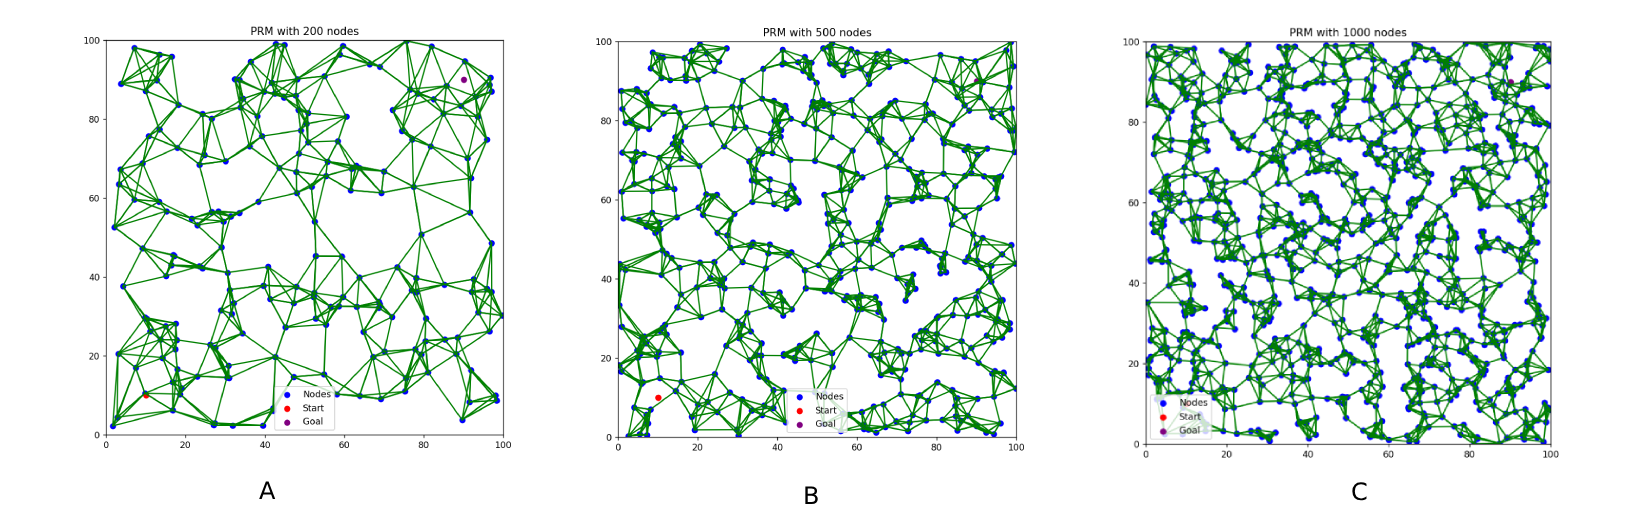 PRM with 200 nodes
100
80
60
40
20
0
0 20 40 60 80 100
Nodes
Start
Goal
A
PRM with 500 nodes
100
80
60
40
20
0
0 20 40 60 80 100
Nodes
Start
Goal
B
PRM with 1000 nodes
100
80
60
40
20
0
0 20 40 60 80 100
Nodes
Start
Goal
C